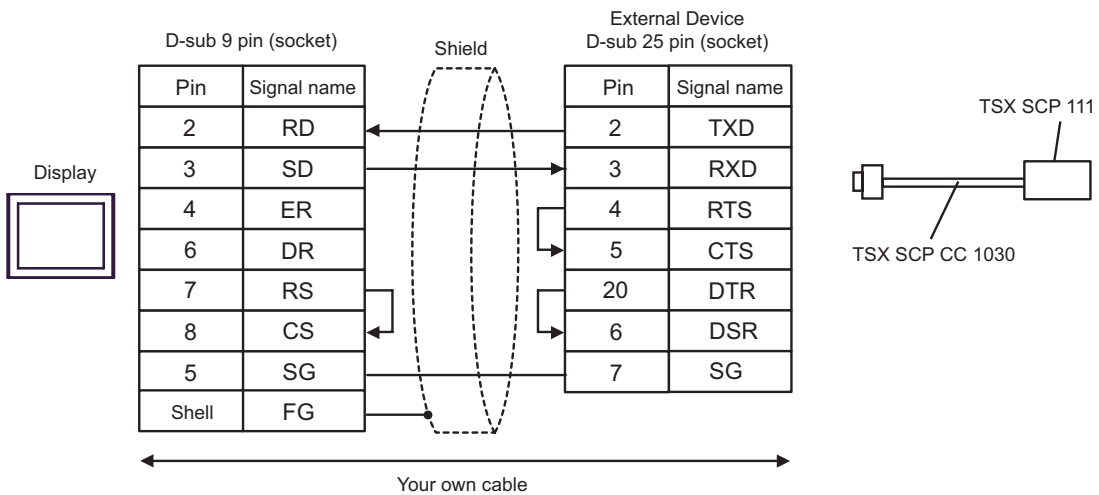 External Device
D-sub 9 pin (socket)
Shield
D-sub 25 pin (socket)
Pin Signal name
Pin Signal name
2 RD
2 TXD
3 SD
3 RXD
4 ER
4 RTS
6 DR
5 CTS
7 RS
20 DTR
8 CS
6 DSR
5 SG
7 SG
Shell FG
Display
TSX SCP 111
TSX SCP CC 1030
Your own cable